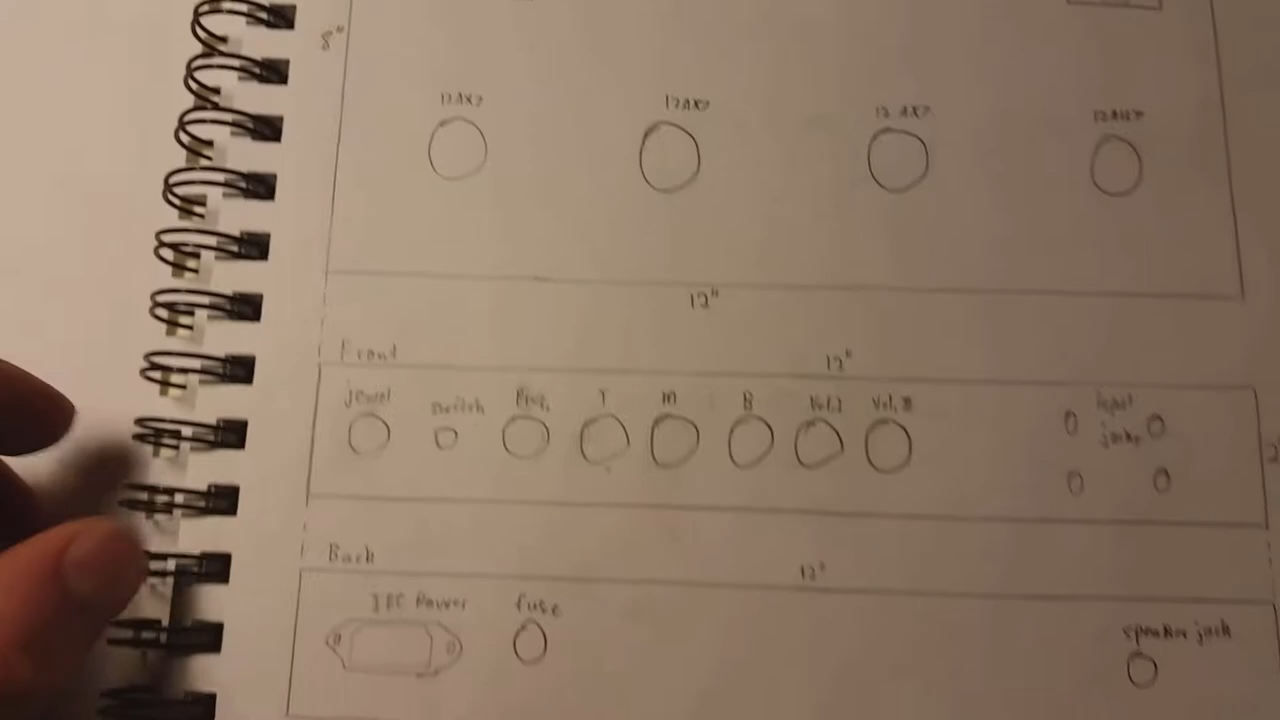 8"
12AX7 12AX7 12AX7 12AX7
12"
Front
12"
jewel switch Pres. T M B Vol.I Vol.II
input
jacks
2
Back
12"
IEC Power fuse
speaker jack